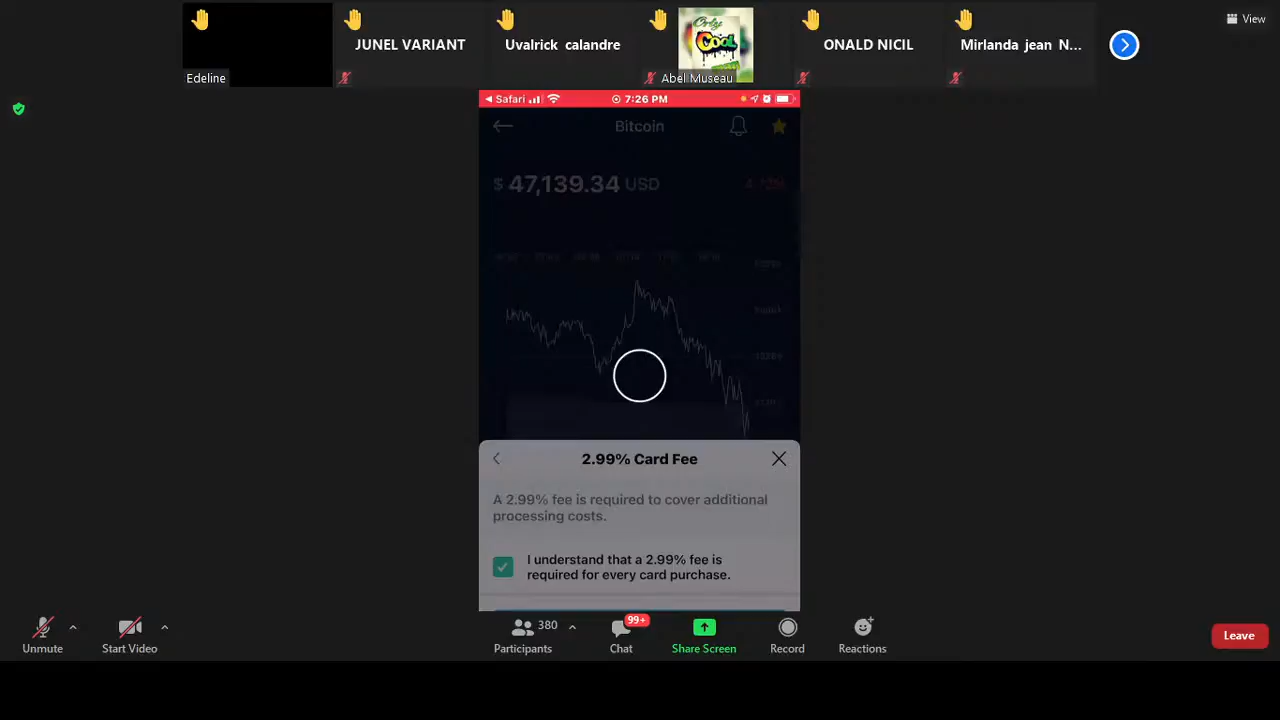 View
JUNEL VARIANT
Uvalrick calandre
Only
Cool
ONALD NICIL
Mirlanda jean N...
Edeline
Abel Museau
Safari
7:26 PM
Bitcoin
$ 47,139.34 USD
2.99% Card Fee
A 2.99% fee is required to cover additional
processing costs.
I understand that a 2.99% fee is
required for every card purchase.
380
99+
Unmute
Start Video
Participants
Chat
Share Screen
Record
Reactions
Leave